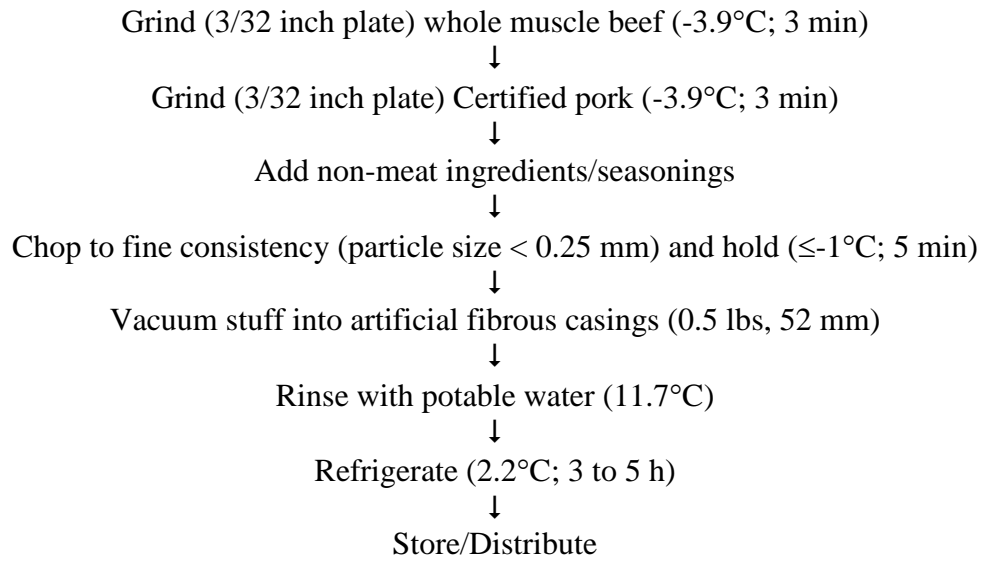 Grind (3/32 inch plate) whole muscle beef (-3.9°C; 3 min)
↓
Grind (3/32 inch plate) Certified pork (-3.9°C; 3 min)
↓
Add non-meat ingredients/seasonings
↓
Chop to fine consistency (particle size < 0.25 mm) and hold (≤-1°C; 5 min)
↓
Vacuum stuff into artificial fibrous casings (0.5 lbs, 52 mm)
↓
Rinse with potable water (11.7°C)
↓
Refrigerate (2.2°C; 3 to 5 h)
↓
Store/Distribute